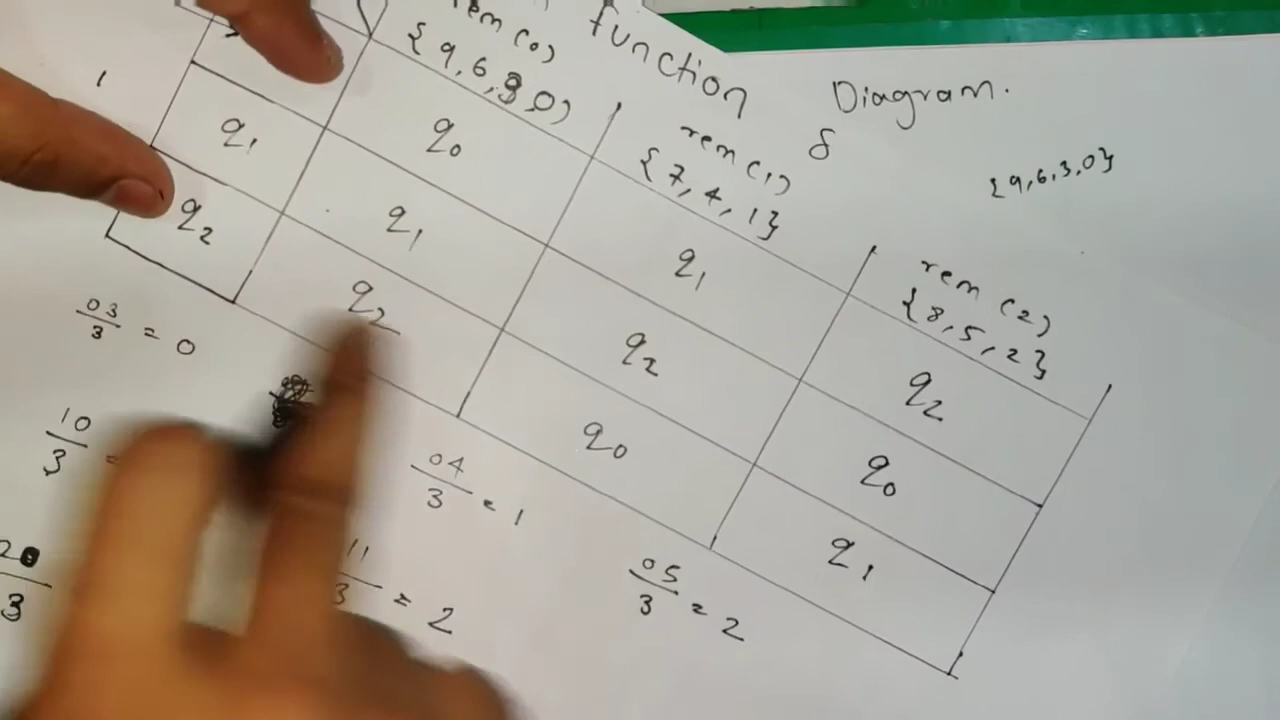 function Diagram.
δ
rem (0) rem (1) rem (2)
{9,6,3,0} {7,4,1} {8,5,2}
{9,6,3,0}
1
q0 q1 q2
q1 q1 q2 q0
q2 q2 q0 q1
03/3 = 0
10/3 =
04/3 = 1
11/3 = 2
05/3 = 2
20/3